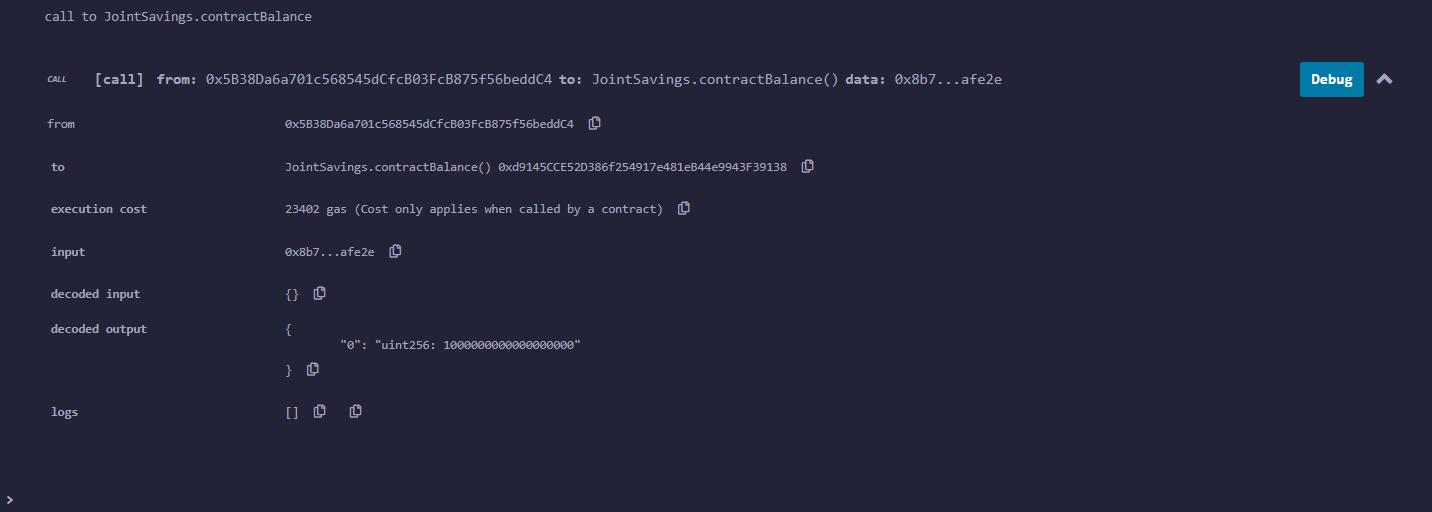 call to JointSavings.contractBalance
CALL [call] from: 0x5B38Da6a701c568545dCfcB03FcB875f56beddC4 to: JointSavings.contractBalance() data: 0x8b7...afe2e Debug
from 0x5B38Da6a701c568545dCfcB03FcB875f56beddC4
to JointSavings.contractBalance() 0xd9145CCE52D386f254917e481eB44e9943F39138
execution cost 23402 gas (Cost only applies when called by a contract)
input 0x8b7...afe2e
decoded input {}
decoded output {
"0": "uint256: 1000000000000000000"
}
logs []
>